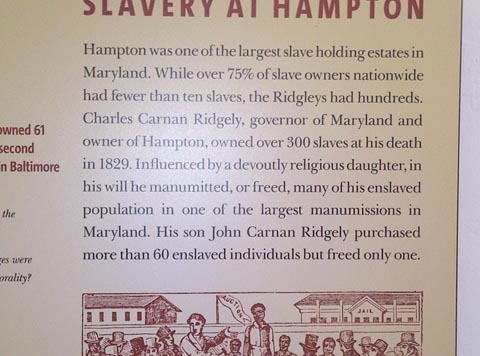 SLAVERY AT HAMPTON
Hampton was one of the largest slave holding estates in
Maryland. While over 75% of slave owners nationwide
had fewer than ten slaves, the Ridgleys had hundreds.
Charles Carnan Ridgely, governor of Maryland and
owner of Hampton, owned over 300 slaves at his death
in 1829. Influenced by a devoutly religious daughter, in
his will he manumitted, or freed, many of his enslaved
population in one of the largest manumissions in
Maryland. His son John Carnan Ridgely purchased
more than 60 enslaved individuals but freed only one.
owned 61
second
in Baltimore
the
were
AUCTION
JAIL